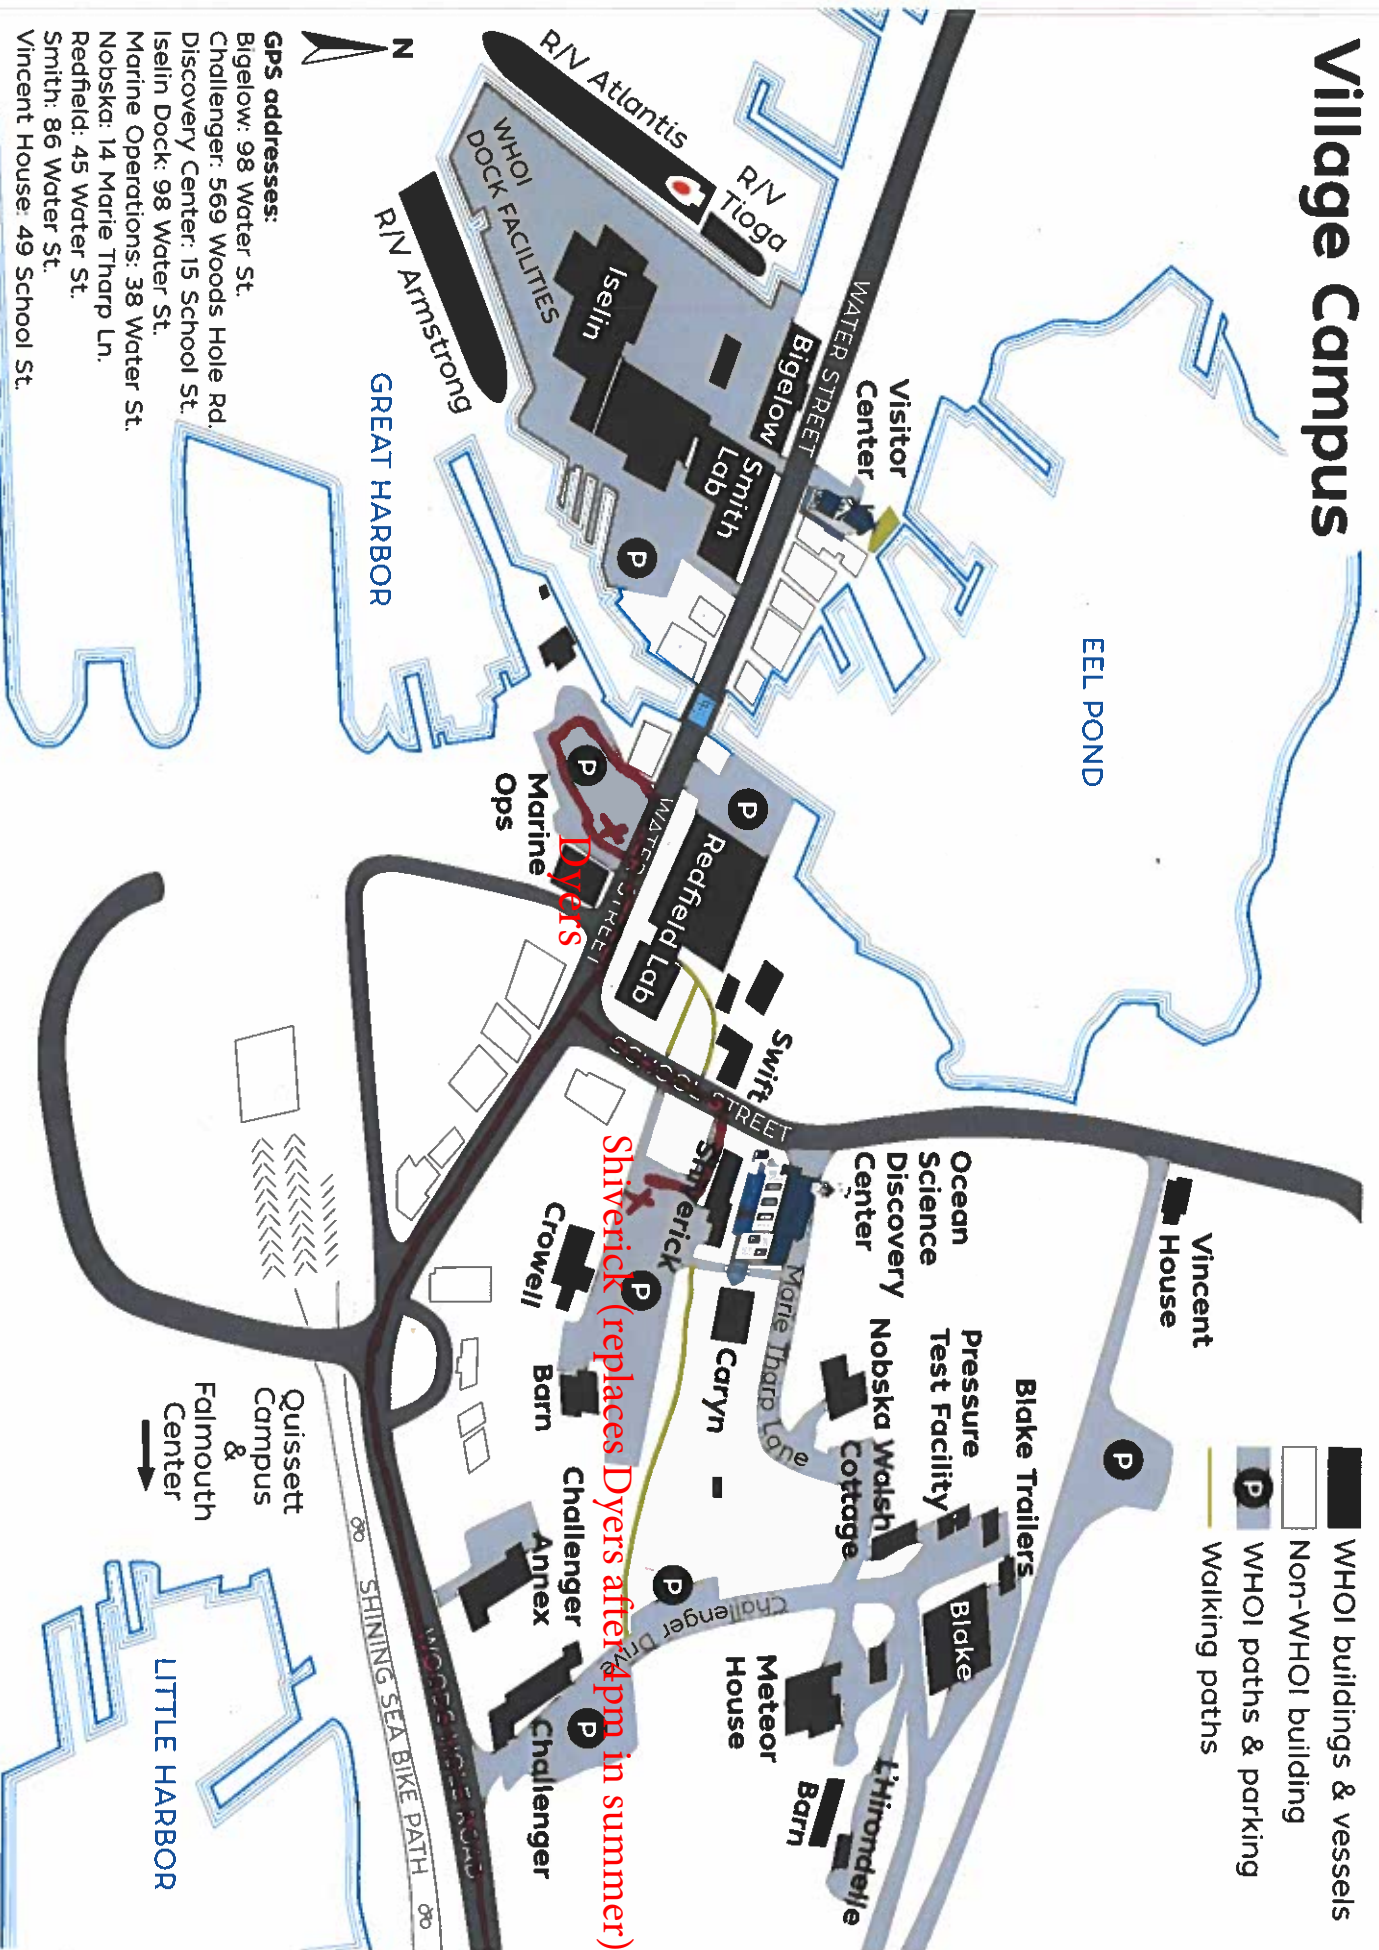 Village Campus
WHOI buildings & vessels
Non-WHOI building
WHOI paths & parking
P
Walking paths
EEL POND
Vincent
House
P
R/V Atlantis
R/V
Tioga
WHOI
DOCK FACILITIES
R/V Armstrong
Iselin
Bigelow
WATER STREET
Visitor
Center
Smith
Lab
P
GREAT HARBOR
P
Marine
Ops
Dyers
P
WATER STREET
Redfield Lab
Swift
SCHOOL STREET
Ocean
Science
Discovery
Center
Shiverick
Shiverick (replaces Dyers after 4pm in summer)
Crowell
P
Barn
Caryn
Marie Tharp Lane
Nobska
Walsh
Cottage
Pressure
Test Facility
Blake Trailers
Blake
P
Challenger Drive
Meteor
House
L'Hirondelle
Barn
Challenger
Annex
P
Challenger
WOODS HOLE ROAD
SHINING SEA BIKE PATH
Quissett
Campus
&
Falmouth
Center
LITTLE HARBOR
N
GPS addresses:
Bigelow: 98 Water St.
Challenger: 569 Woods Hole Rd.
Discovery Center: 15 School St.
Iselin Dock: 98 Water St.
Marine Operations: 38 Water St.
Nobska: 14 Marie Tharp Ln.
Redfield: 45 Water St.
Smith: 86 Water St.
Vincent House: 49 School St.